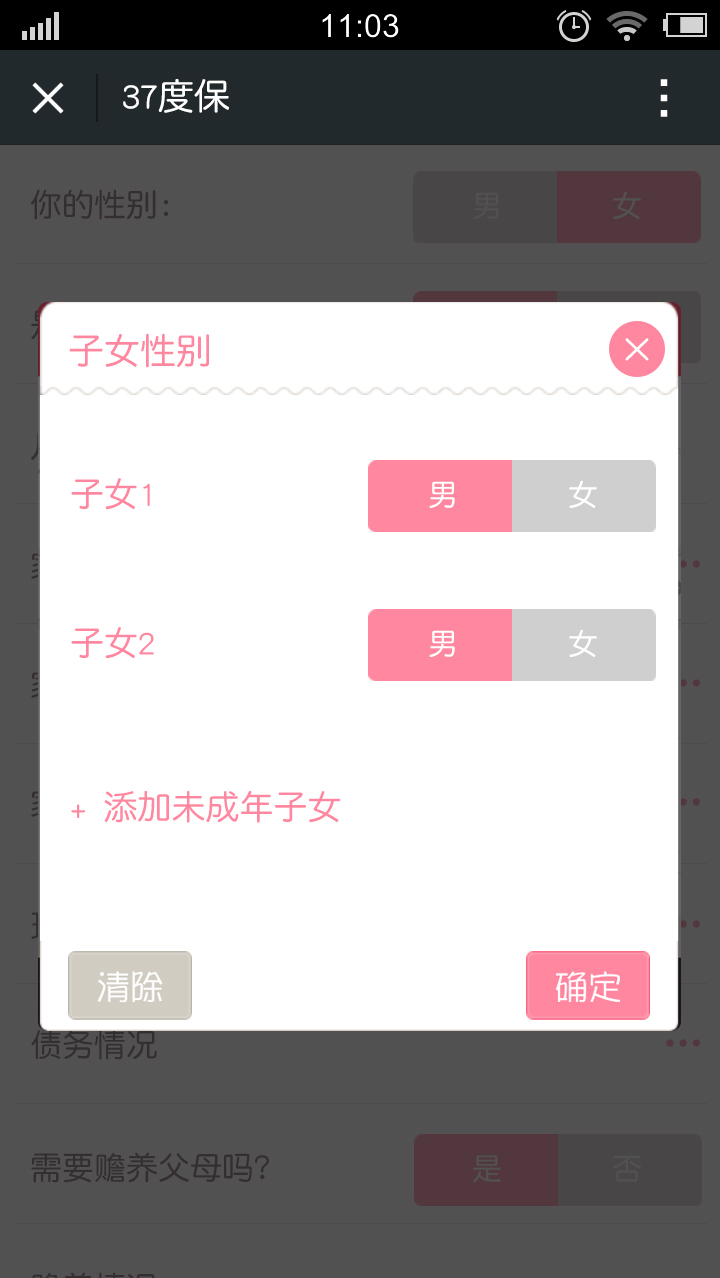 11:03
37度保
你的性别：
男 女
子女性别
子女1
男 女
子女2
男 女
+ 添加未成年子女
清除 确定
债务情况
需要赡养父母吗？
是 否